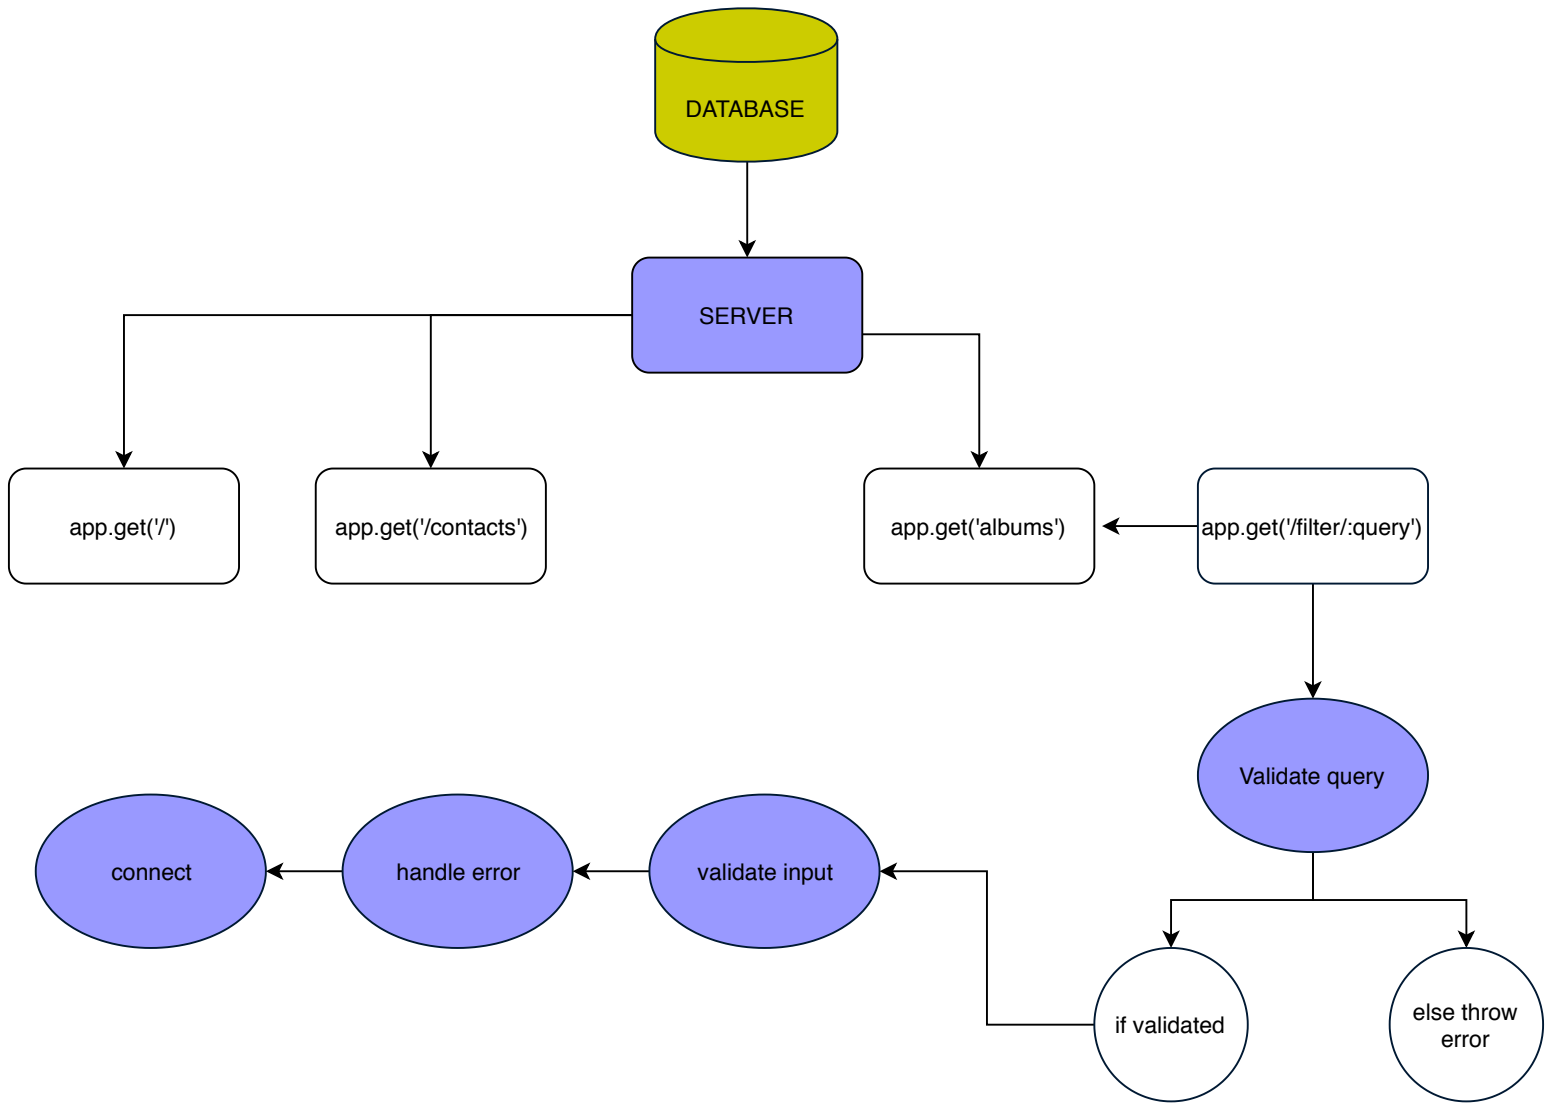 DATABASE
SERVER
app.get('/')
app.get('/contacts')
app.get('albums')
app.get('/filter/:query')
Validate query
connect
handle error
validate input
if validated
else throw
error